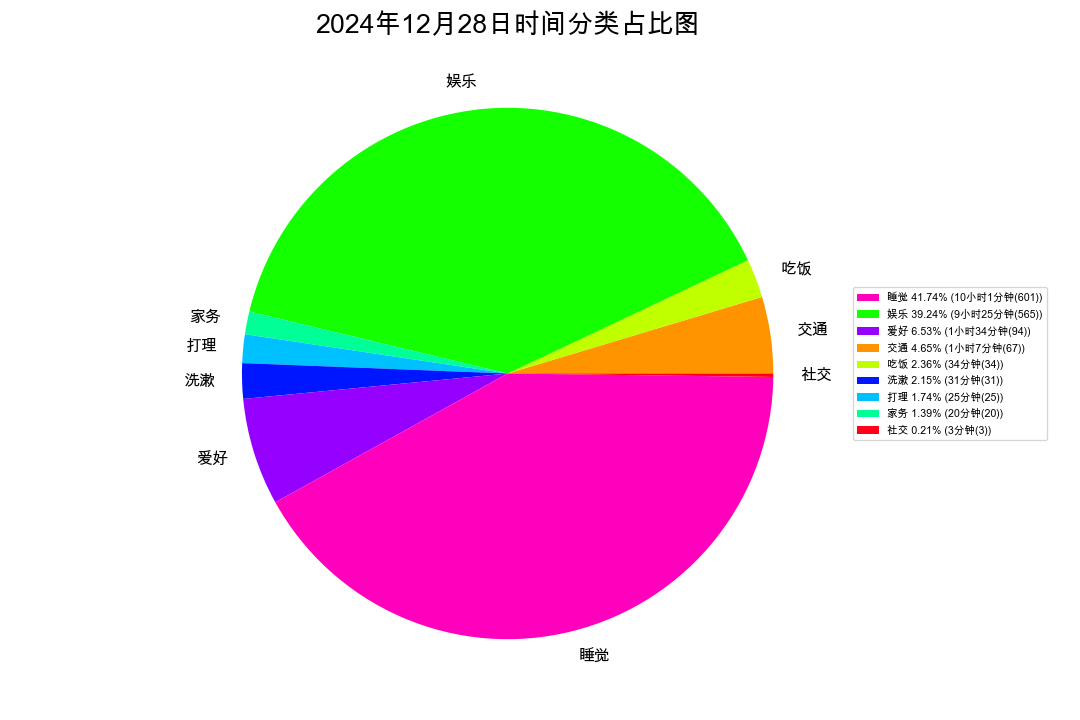 2024年12月28日时间分类占比图
娱乐
吃饭
家务
交通
打理
社交
洗漱
爱好
睡觉
睡觉 41.74% (10小时1分钟(601))
娱乐 39.24% (9小时25分钟(565))
爱好 6.53% (1小时34分钟(94))
交通 4.65% (1小时7分钟(67))
吃饭 2.36% (34分钟(34))
洗漱 2.15% (31分钟(31))
打理 1.74% (25分钟(25))
家务 1.39% (20分钟(20))
社交 0.21% (3分钟(3))